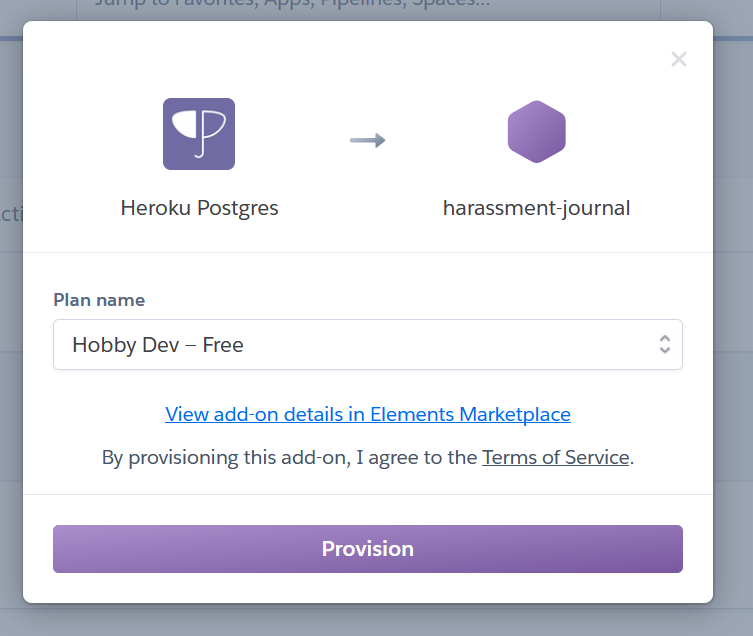 Jump to Favorites, Apps, Pipelines, Spaces...
Heroku Postgres
harassment-journal
Plan name
Hobby Dev – Free
View add-on details in Elements Marketplace
By provisioning this add-on, I agree to the Terms of Service.
Provision